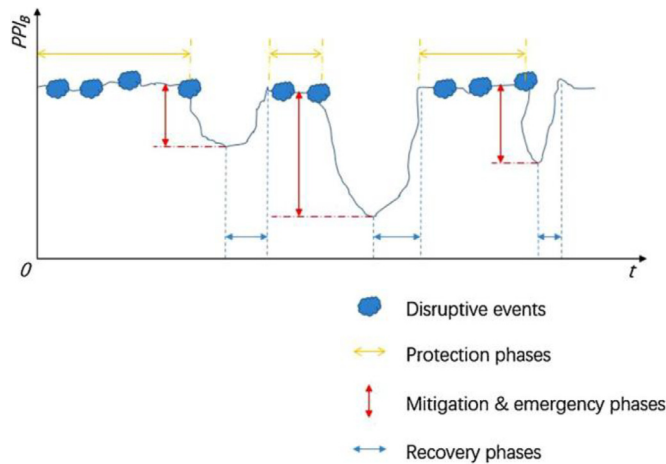 PPI_B
0
t
Disruptive events
Protection phases
Mitigation & emergency phases
Recovery phases